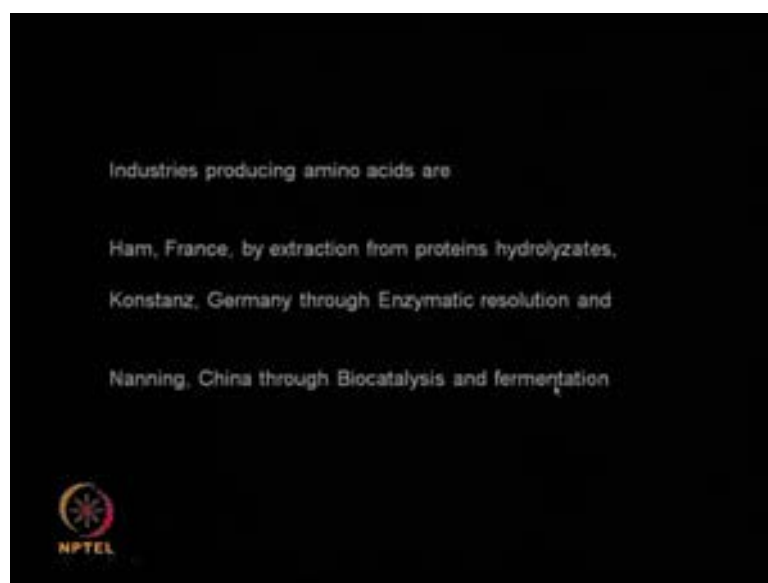 Industries producing amino acids are
Ham, France, by extraction from proteins hydrolyzates,
Konstanz, Germany through Enzymatic resolution and
Nanning, China through Biocatalysis and fermentation
NPTEL